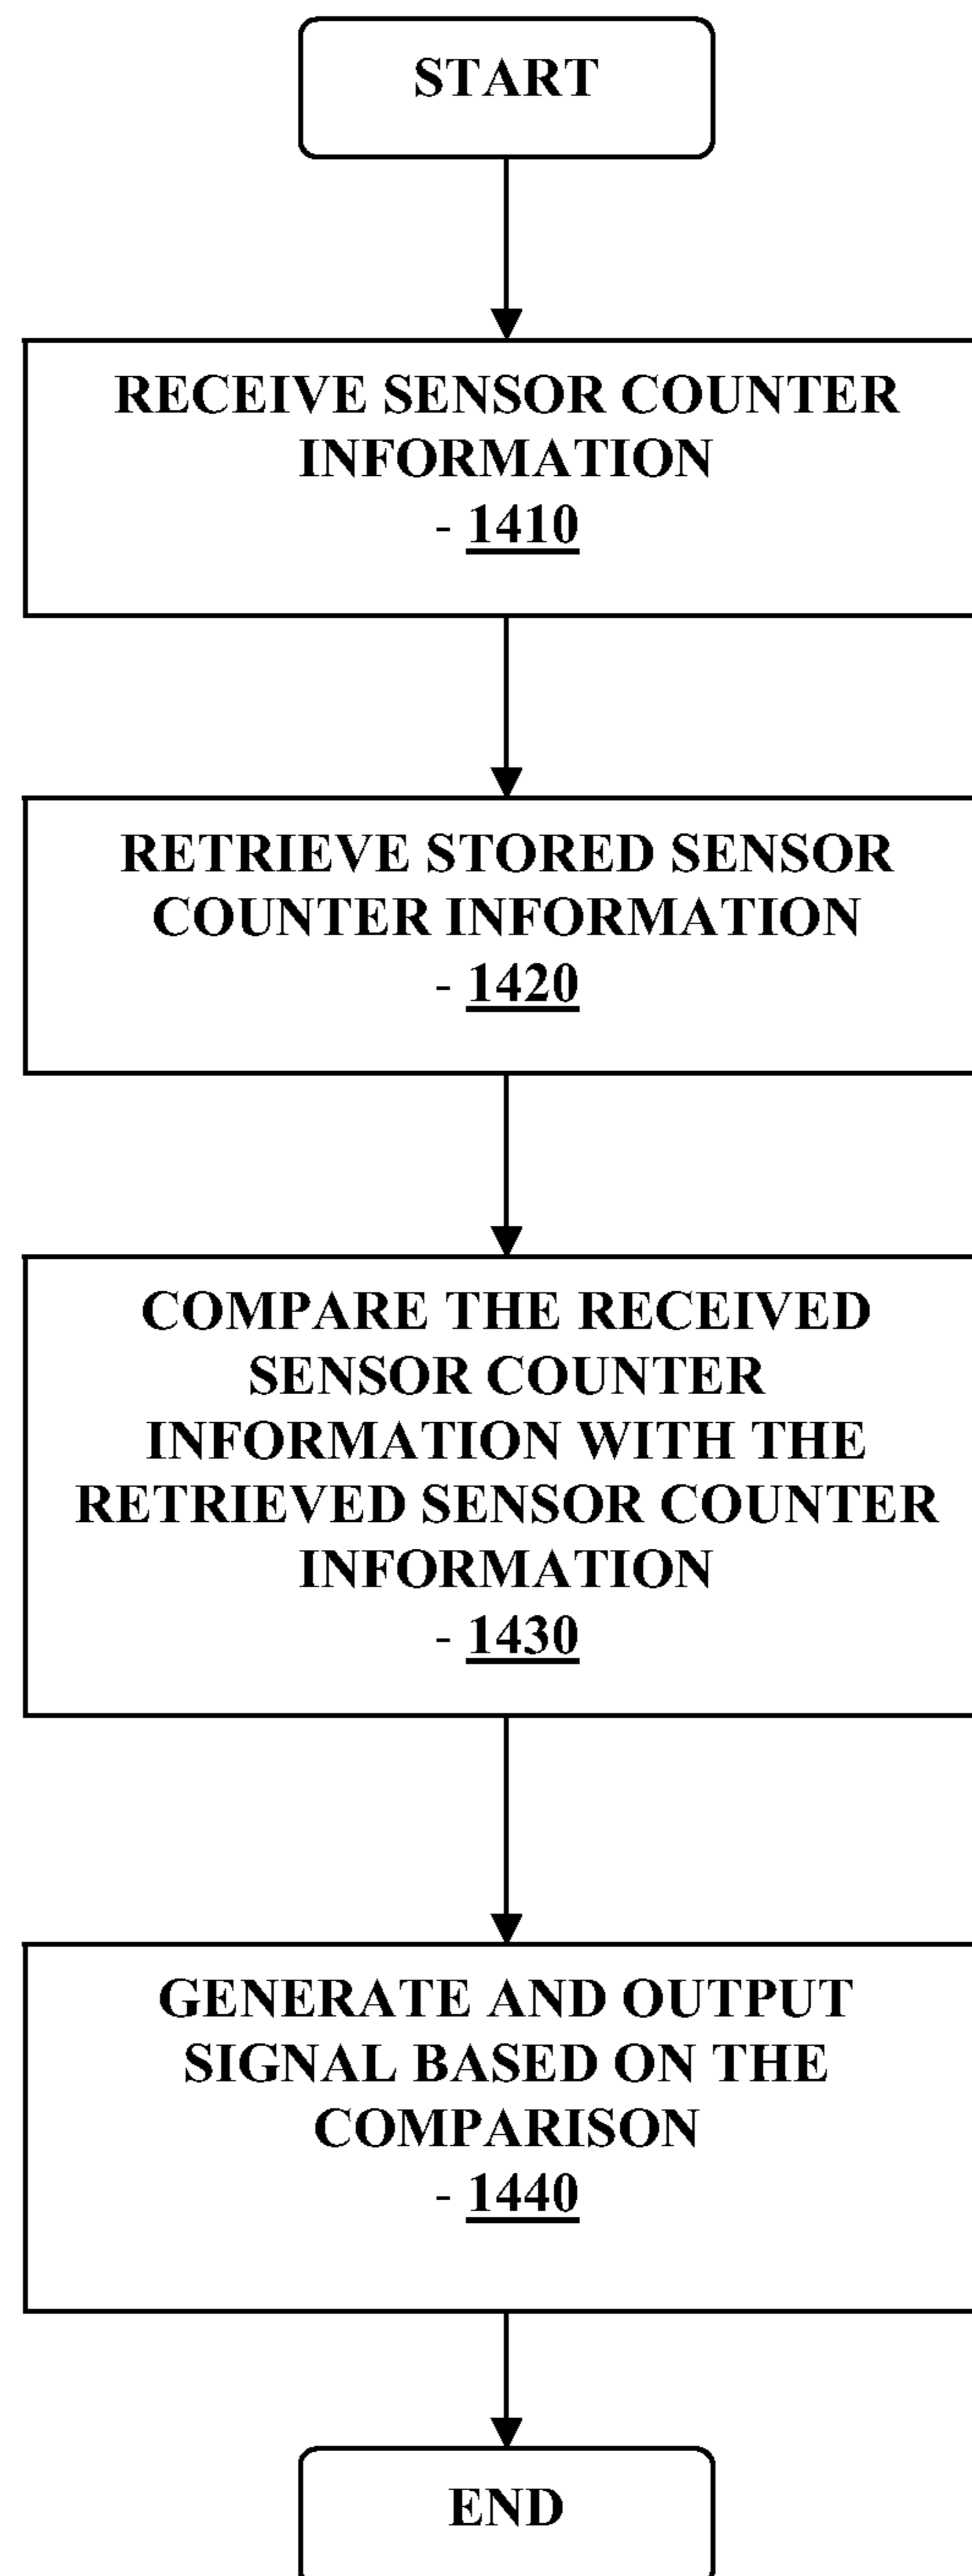 START
RECEIVE SENSOR COUNTER
INFORMATION
- 1410
RETRIEVE STORED SENSOR
COUNTER INFORMATION
- 1420
COMPARE THE RECEIVED
SENSOR COUNTER
INFORMATION WITH THE
RETRIEVED SENSOR COUNTER
INFORMATION
- 1430
GENERATE AND OUTPUT
SIGNAL BASED ON THE
COMPARISON
- 1440
END